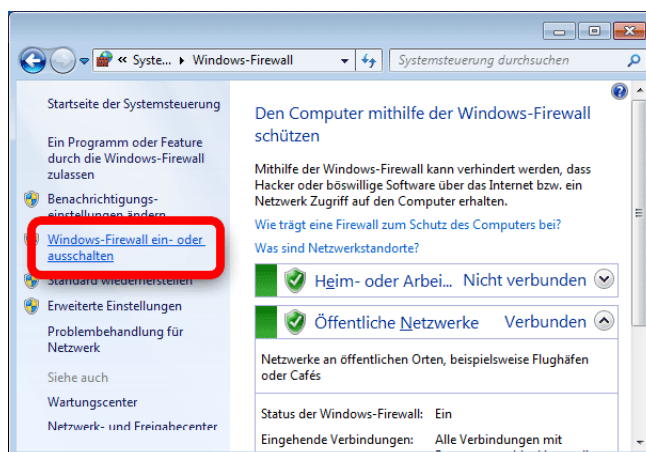 « Syste... ▸ Windows-Firewall
Systemsteuerung durchsuchen
Startseite der Systemsteuerung
Ein Programm oder Feature
durch die Windows-Firewall
zulassen
Benachrichtigungs-
einstellungen ändern
Windows-Firewall ein- oder
ausschalten
Standard wiederherstellen
Erweiterte Einstellungen
Problembehandlung für
Netzwerk
Siehe auch
Wartungscenter
Netzwerk- und Freigabecenter
Den Computer mithilfe der Windows-Firewall
schützen
Mithilfe der Windows-Firewall kann verhindert werden, dass
Hacker oder böswillige Software über das Internet bzw. ein
Netzwerk Zugriff auf den Computer erhalten.
Wie trägt eine Firewall zum Schutz des Computers bei?
Was sind Netzwerkstandorte?
Heim- oder Arbei... Nicht verbunden
Öffentliche Netzwerke Verbunden
Netzwerke an öffentlichen Orten, beispielsweise Flughäfen
oder Cafés
Status der Windows-Firewall: Ein
Eingehende Verbindungen: Alle Verbindungen mit